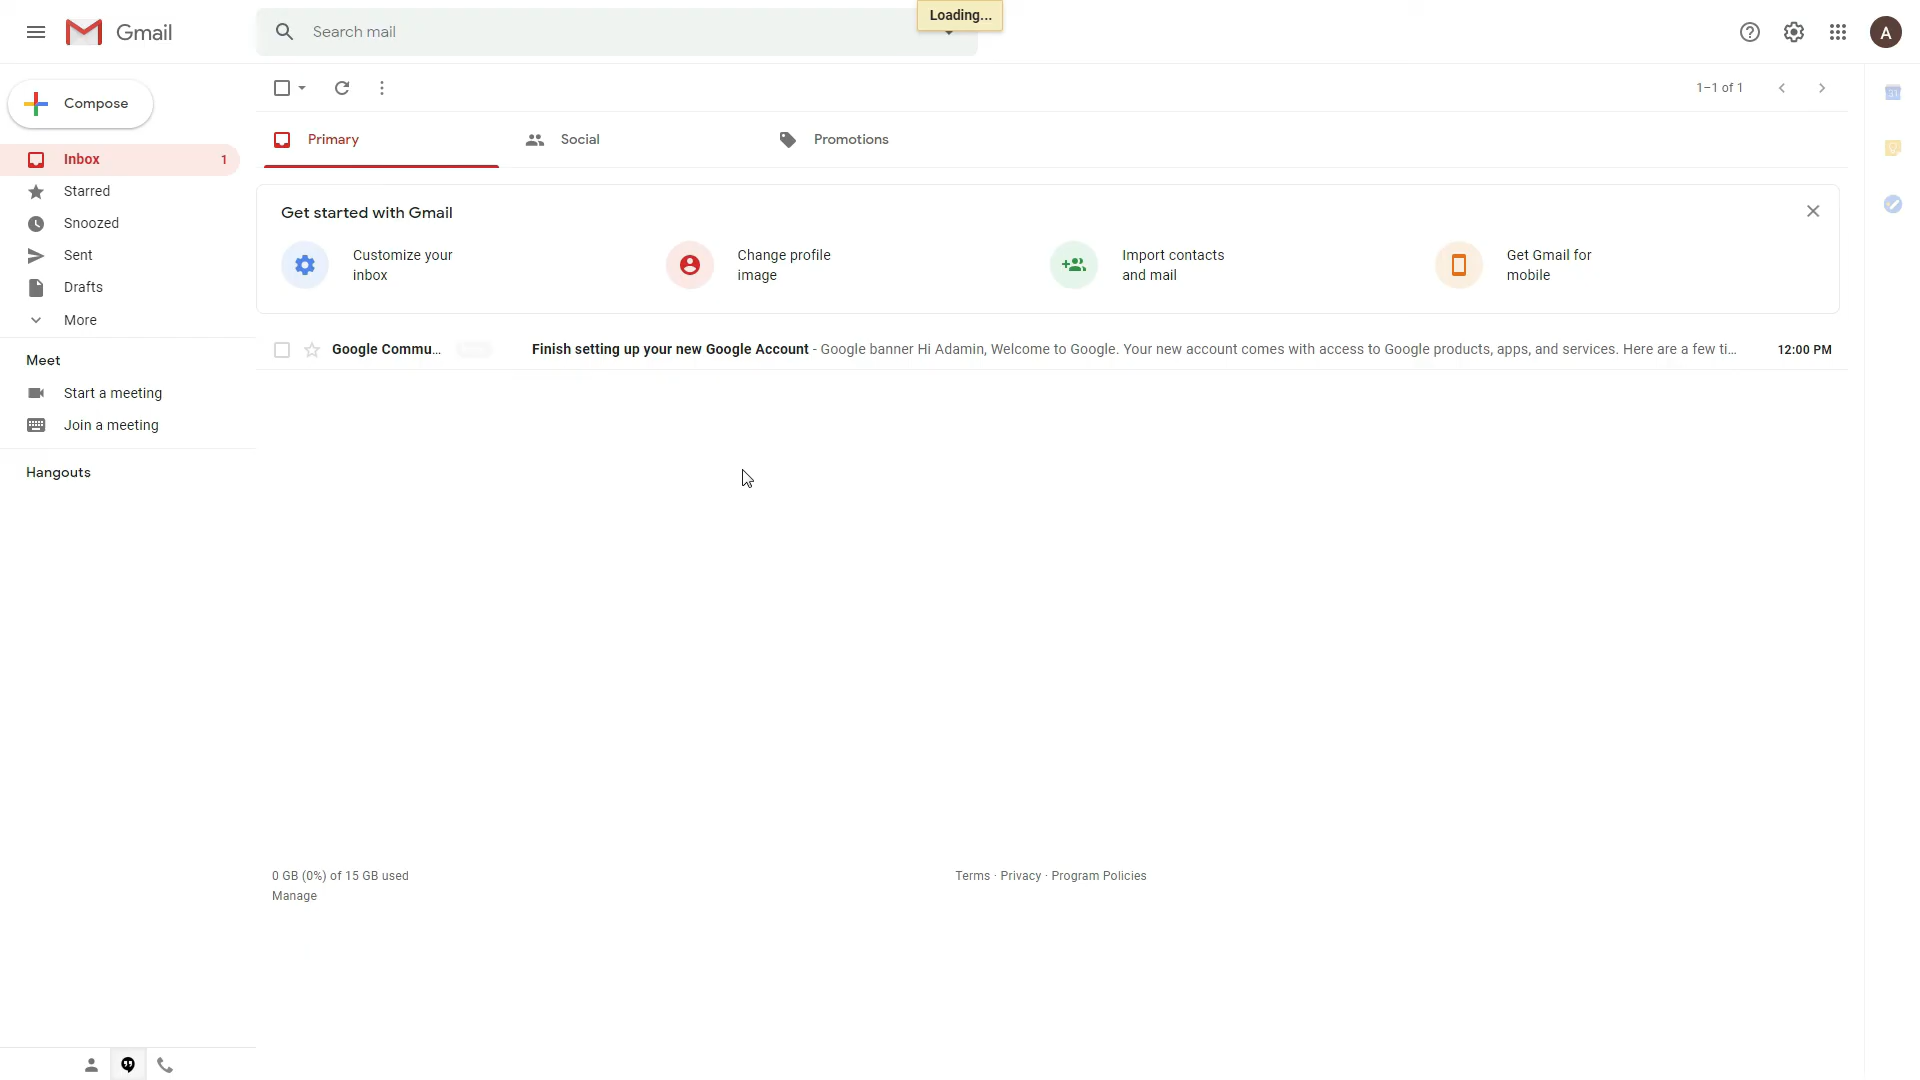 Loading...
Gmail
Search mail
A
Compose
1–1 of 1
Primary
Social
Promotions
Inbox 1
Starred
Snoozed
Sent
Drafts
More
Meet
Start a meeting
Join a meeting
Hangouts
Get started with Gmail
Customize your
inbox
Change profile
image
Import contacts
and mail
Get Gmail for
mobile
Google Commu... Finish setting up your new Google Account - Google banner Hi Adamin, Welcome to Google. Your new account comes with access to Google products, apps, and services. Here are a few ti... 12:00 PM
0 GB (0%) of 15 GB used
Manage
Terms · Privacy · Program Policies